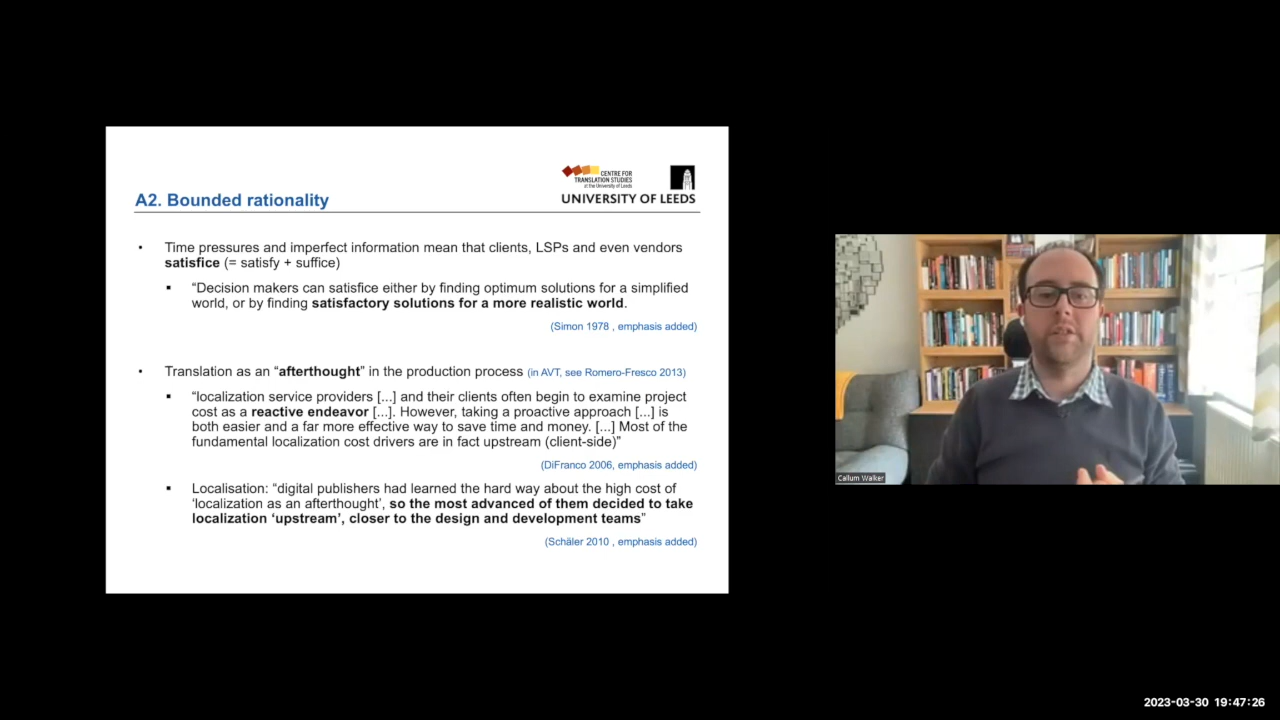 CENTRE FOR
TRANSLATION STUDIES
at the University of Leeds
UNIVERSITY OF LEEDS
A2. Bounded rationality
• Time pressures and imperfect information mean that clients, LSPs and even vendors
satisfice (= satisfy + suffice)
▪ “Decision makers can satisfice either by finding optimum solutions for a simplified
world, or by finding satisfactory solutions for a more realistic world.
(Simon 1978 , emphasis added)
• Translation as an “afterthought” in the production process (in AVT, see Romero-Fresco 2013)
▪ “localization service providers [...] and their clients often begin to examine project
cost as a reactive endeavor [...]. However, taking a proactive approach [...] is
both easier and a far more effective way to save time and money. [...] Most of the
fundamental localization cost drivers are in fact upstream (client-side)”
(DiFranco 2006, emphasis added)
▪ Localisation: “digital publishers had learned the hard way about the high cost of
‘localization as an afterthought’, so the most advanced of them decided to take
localization ‘upstream’, closer to the design and development teams”
(Schäler 2010 , emphasis added)
Callum Walker
2023-03-30 19:47:26